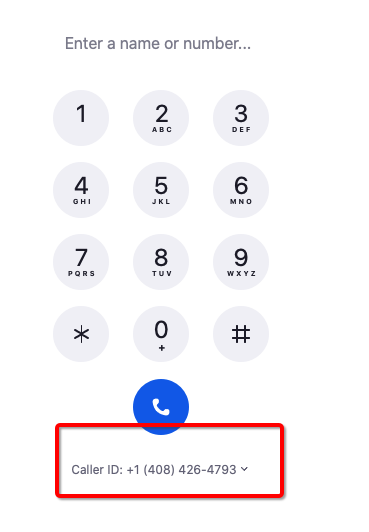 Enter a name or number...
1 2 3
ABC DEF
4 5 6
GHI JKL MNO
7 8 9
PQRS TUV WXYZ
* 0 #
+
Caller ID: +1 (408) 426-4793